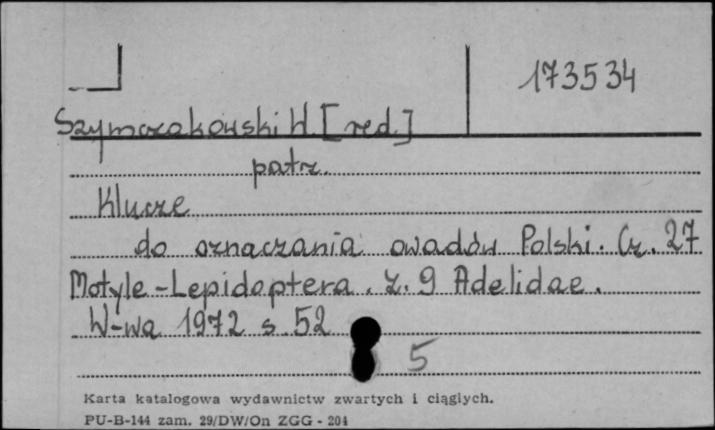 173534
Szymczakowski W. [red.]
patrz.
Klucze
do oznaczania owadów Polski. Cz. 27
Motyle - Lepidoptera. z. 9 Adelidae.
W-wa 1972 s. 52
5
Karta katalogowa wydawnictw zwartych i ciągłych.
PU-B-144 zam. 29/DW/On ZGG - 204